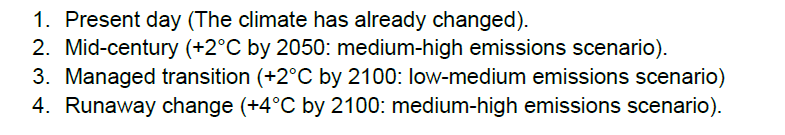 1. Present day (The climate has already changed).
2. Mid-century (+2°C by 2050: medium-high emissions scenario).
3. Managed transition (+2°C by 2100: low-medium emissions scenario)
4. Runaway change (+4°C by 2100: medium-high emissions scenario).